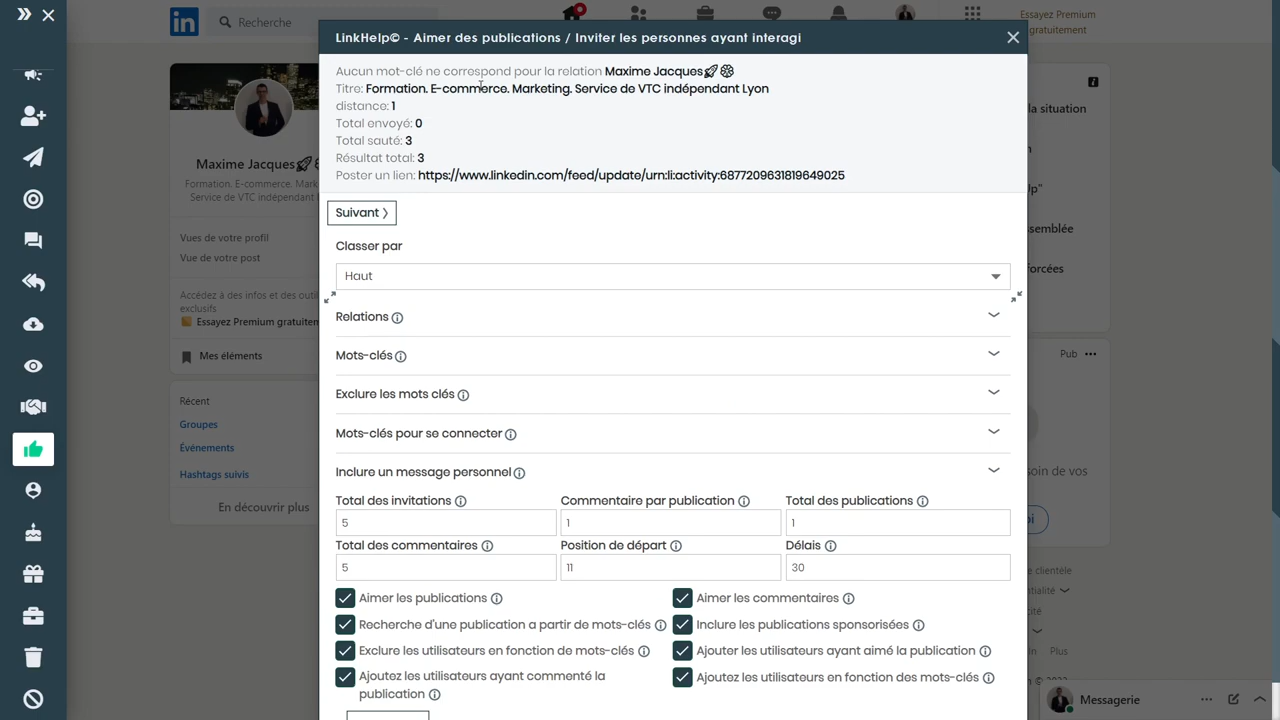 in
Recherche
Essayez Premium
gratuitement
LinkHelp© - Aimer des publications / Inviter les personnes ayant interagi
Aucun mot-clé ne correspond pour la relation Maxime Jacques
Titre: Formation. E-commerce. Marketing. Service de VTC indépendant Lyon
distance: 1
Total envoyé: 0
Total sauté: 3
Résultat total: 3
Poster un lien: https://www.linkedin.com/feed/update/urn:li:activity:6877209631819649025
Suivant ❭
Classer par
Haut
Relations
Mots-clés
Exclure les mots clés
Mots-clés pour se connecter
Inclure un message personnel
Total des invitations
Commentaire par publication
Total des publications
5
1
1
Total des commentaires
Position de départ
Délais
5
11
30
Aimer les publications
Aimer les commentaires
Recherche d'une publication a partir de mots-clés
Inclure les publications sponsorisées
Exclure les utilisateurs en fonction de mots-clés
Ajouter les utilisateurs ayant aimé la publication
Ajoutez les utilisateurs ayant commenté la
publication
Ajoutez les utilisateurs en fonction des mots-clés
Maxime Jacques
Formation. E-commerce. Mark
Service de VTC indépendant
Vues de votre profil
Vue de votre post
Accédez à des infos et des outi
exclusifs
Essayez Premium gratuitem
Mes éléments
Récent
Groupes
Événements
Hashtags suivis
En découvrir plus
la situation
n
lp"
ssemblée
forcées
Pub
soin de vos
oi
e clientèle
entialité
cité
in
Plus
Messagerie